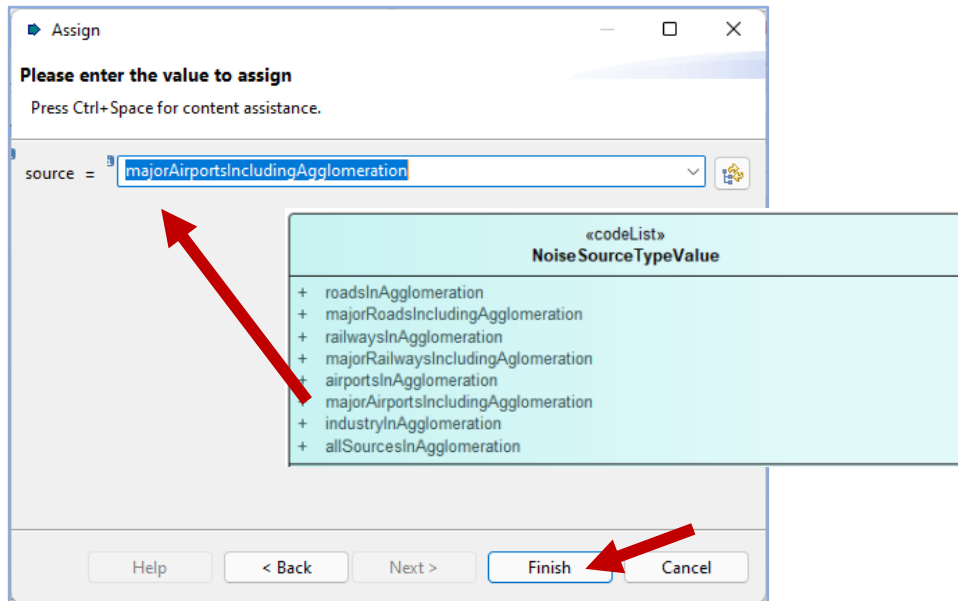 Assign
Please enter the value to assign
Press Ctrl+Space for content assistance.
source = majorAirportsIncludingAgglomeration
«codeList»
NoiseSourceTypeValue
+ roadsInAgglomeration
+ majorRoadsIncludingAgglomeration
+ railwaysInAgglomeration
+ majorRailwaysIncludingAglomeration
+ airportsInAgglomeration
+ majorAirportsIncludingAgglomeration
+ industryInAgglomeration
+ allSourcesInAgglomeration
Help < Back Next > Finish Cancel